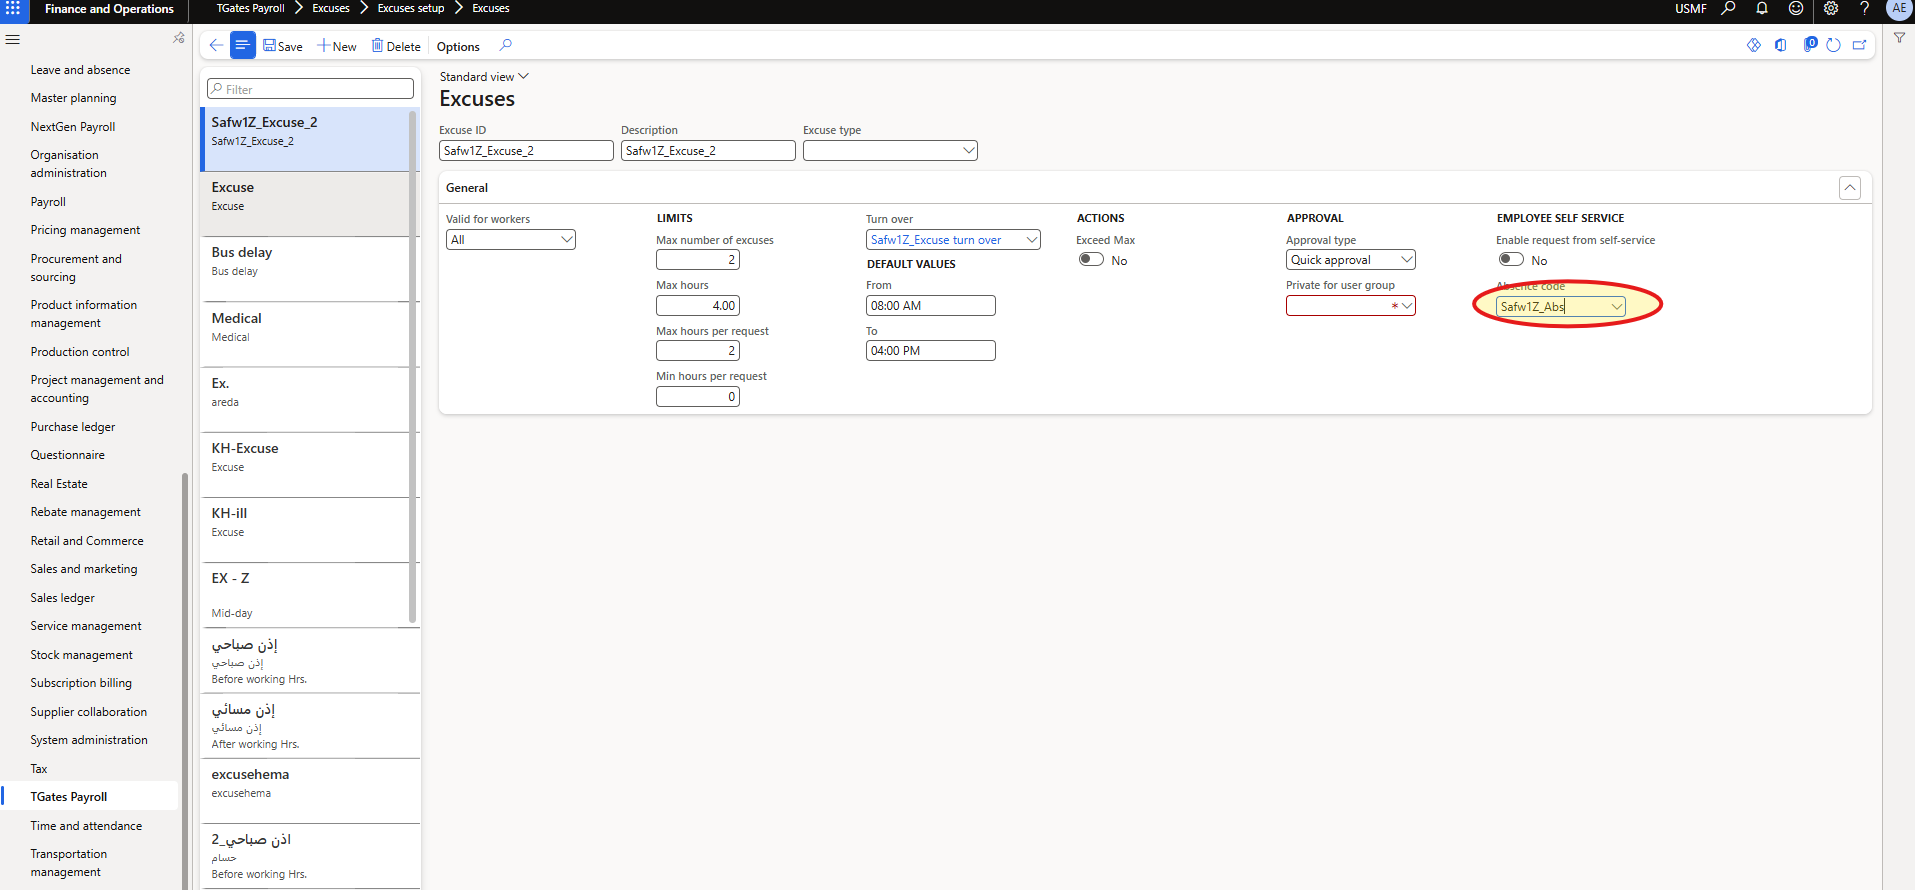 Finance and Operations
TGates Payroll
Excuses
Excuses setup
Excuses
USMF
?
AE
Leave and absence
Master planning
NextGen Payroll
Organisation
administration
Payroll
Pricing management
Procurement and
sourcing
Product information
management
Production control
Project management and
accounting
Purchase ledger
Questionnaire
Real Estate
Rebate management
Retail and Commerce
Sales and marketing
Sales ledger
Service management
Stock management
Subscription billing
Supplier collaboration
System administration
Tax
TGates Payroll
Time and attendance
Transportation
management
Save
New
Delete
Options
0
Filter
Safw1Z_Excuse_2
Safw1Z_Excuse_2
Excuse
Excuse
Bus delay
Bus delay
Medical
Medical
Ex.
areda
KH-Excuse
Excuse
KH-ill
Excuse
EX - Z
Mid-day
إذن صباحي
إذن صباحي
Before working Hrs.
إذن مسائي
إذن مسائي
After working Hrs.
excusehema
excusehema
اذن صباحي_2
حسام
Before working Hrs.
Standard view
Excuses
Excuse ID
Safw1Z_Excuse_2
Description
Safw1Z_Excuse_2
Excuse type
General
Valid for workers
All
LIMITS
Max number of excuses
2
Max hours
4.00
Max hours per request
2
Min hours per request
0
Turn over
Safw1Z_Excuse turn over
DEFAULT VALUES
From
08:00 AM
To
04:00 PM
ACTIONS
Exceed Max
No
APPROVAL
Approval type
Quick approval
Private for user group
*
EMPLOYEE SELF SERVICE
Enable request from self-service
No
Absence code
Safw1Z_Abs